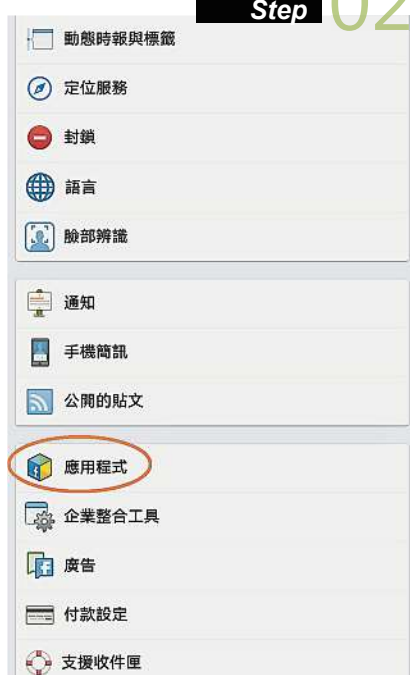 Step 02
動態時報與標籤
定位服務
封鎖
語言
臉部辨識
通知
手機簡訊
公開的貼文
應用程式
企業整合工具
廣告
付款設定
支援收件匣